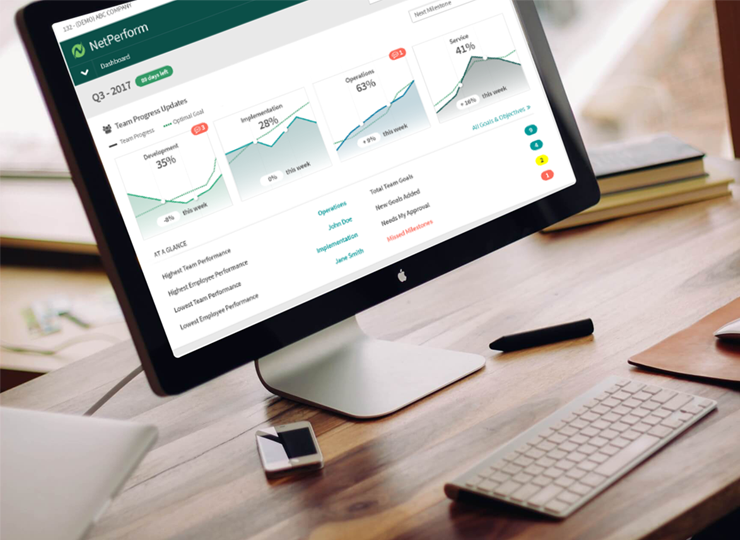 132 - (DEMO) ABC COMPANY
NetPerform
Dashboard
Next Milestone
Q3 - 2017
89 days left
Team Progress Updates
Team Progress
Optimal Goal
Development
35%
-6%
this week
Implementation
28%
0%
this week
Operations
63%
1
+ 9%
this week
Service
41%
+ 16%
this week
All Goals & Objectives »
AT A GLANCE
Highest Team Performance
Operations
Highest Employee Performance
John Doe
Lowest Team Performance
Implementation
Lowest Employee Performance
Jane Smith
Total Team Goals
New Goals Added
4
Needs My Approval
2
Missed Milestones
1